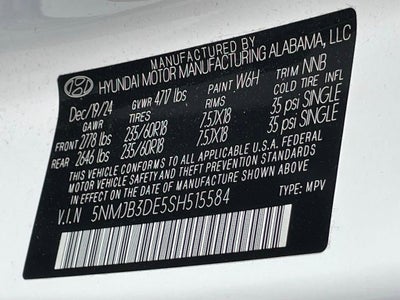 MANUFACTURED BY
HYUNDAI MOTOR MANUFACTURING ALABAMA, LLC
Dec/19/24 GVWR 4717 lbs PAINT W6H TRIM NNB
GAWR TIRES RIMS COLD TIRE INFL
FRONT 2778 lbs 235/60R18 7.5JX18 35 psi SINGLE
REAR 2646 lbs 235/60R18 7.5JX18 35 psi SINGLE
THIS VEHICLE CONFORMS TO ALL APPLICABLE U.S.A. FEDERAL
MOTOR VEHICLE SAFETY AND THEFT PREVENTION STANDARDS
IN EFFECT ON THE DATE OF MANUFACTURE SHOWN ABOVE.
V.I.N 5NMJB3DE5SH515584 TYPE: MPV